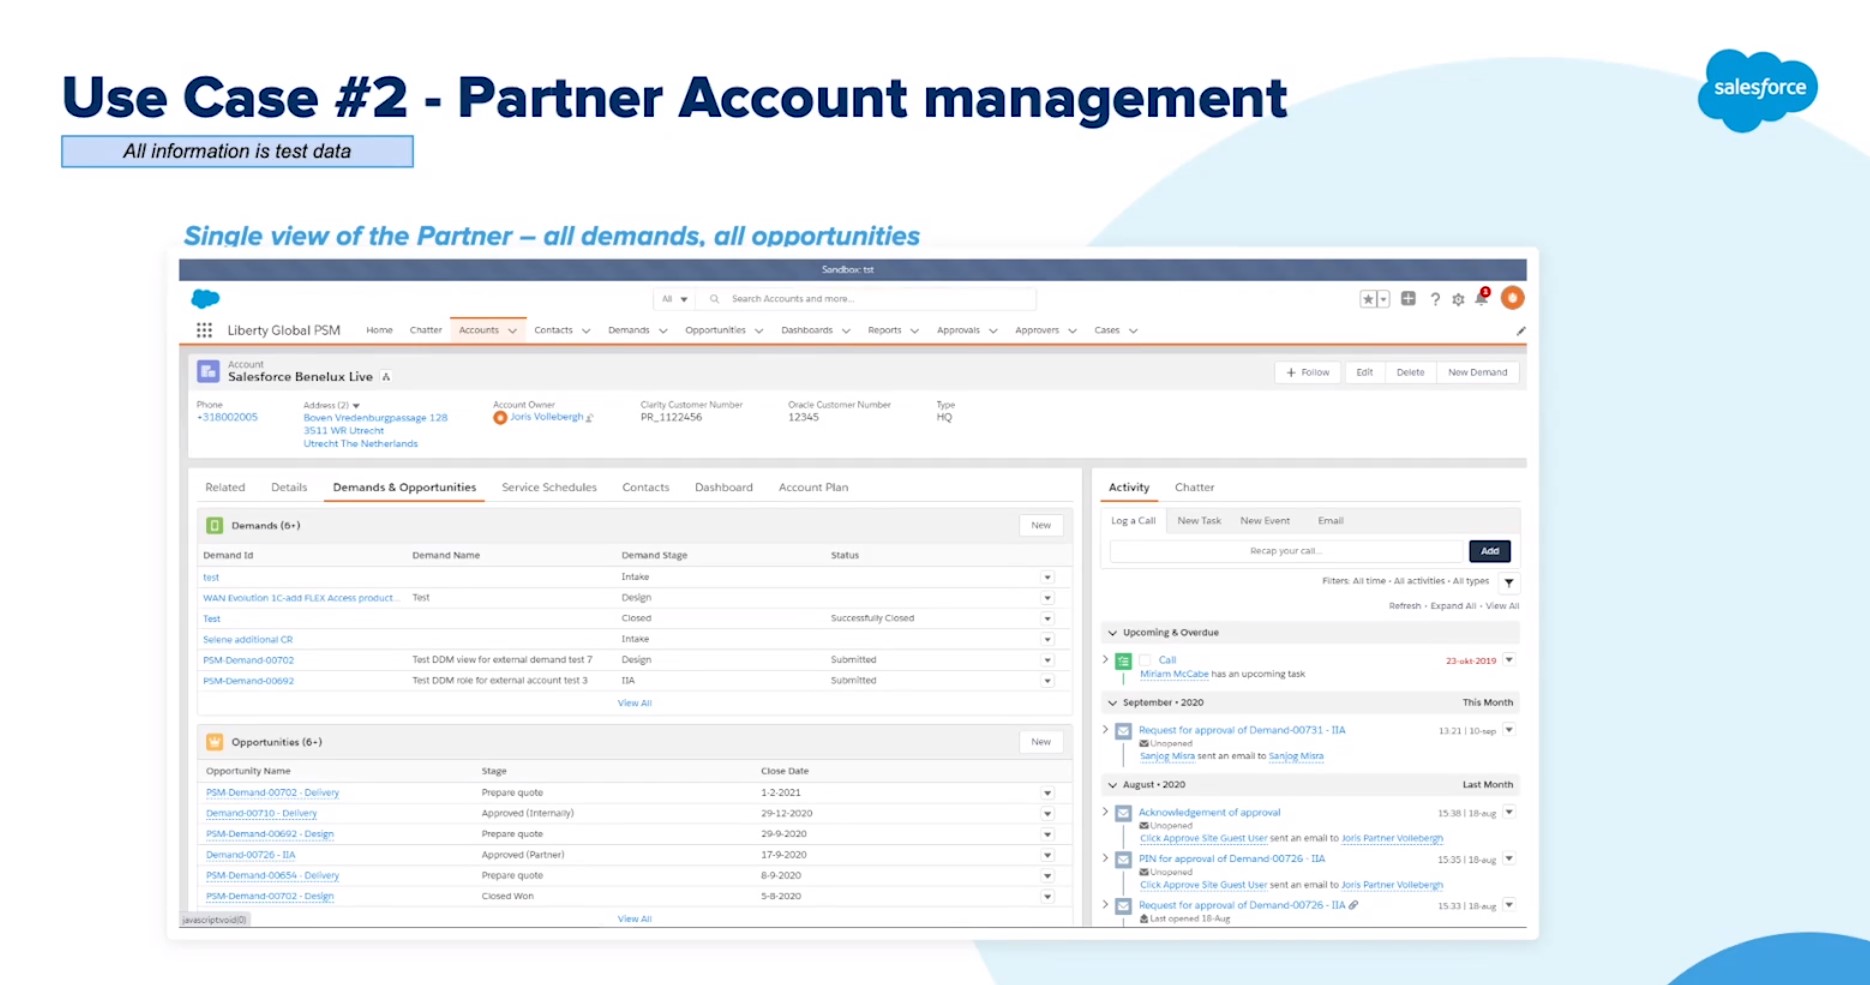 Use Case #2 - Partner Account management
salesforce
All information is test data
Single view of the Partner – all demands, all opportunities
Sandbox: tst
All
Search Accounts and more...
2
Liberty Global PSM Home Chatter Accounts Contacts Demands Opportunities Dashboards Reports Approvals Approvers Cases
Account
Salesforce Benelux Live
+ Follow Edit Delete New Demand
Phone
+318002005
Address (2)
Boven Vredenburgpassage 128
3511 WR Utrecht
Utrecht The Netherlands
Account Owner
Joris Vollebergh
Clarity Customer Number
PR_1122456
Oracle Customer Number
12345
Type
HQ
Related Details Demands & Opportunities Service Schedules Contacts Dashboard Account Plan
Demands (6+) New
Demand Id Demand Name Demand Stage Status
test Intake
WAN Evolution 1C-add FLEX Access product... Test Design
Test Closed Successfully Closed
Selene additional CR Intake
PSM-Demand-00702 Test DDM view for external demand test 7 Design Submitted
PSM-Demand-00692 Test DDM role for external account test 3 IIA Submitted
View All
Opportunities (6+) New
Opportunity Name Stage Close Date
PSM-Demand-00702 - Delivery Prepare quote 1-2-2021
Demand-00710 - Delivery Approved (Internally) 29-12-2020
PSM-Demand-00692 - Design Prepare quote 29-9-2020
Demand-00726 - IIA Approved (Partner) 17-9-2020
PSM-Demand-00654 - Delivery Prepare quote 8-9-2020
PSM-Demand-00702 - Design Closed Won 5-8-2020
View All
javascript:void(0)
Activity Chatter
Log a Call New Task New Event Email
Recap your call... Add
Filters: All time • All activities • All types
Refresh • Expand All • View All
Upcoming & Overdue
Call 23-okt-2019
Miriam McCabe has an upcoming task
September • 2020 This Month
Request for approval of Demand-00731 - IIA 13:21 | 10-sep
Unopened
Sanjog Misra sent an email to Sanjog Misra
August • 2020 Last Month
Acknowledgement of approval 15:38 | 18-aug
Unopened
Click Approve Site Guest User sent an email to Joris Partner Vollebergh
PIN for approval of Demand-00726 - IIA 15:35 | 18-aug
Unopened
Click Approve Site Guest User sent an email to Joris Partner Vollebergh
Request for approval of Demand-00726 - IIA 15:33 | 18-aug
Last opened 18-Aug